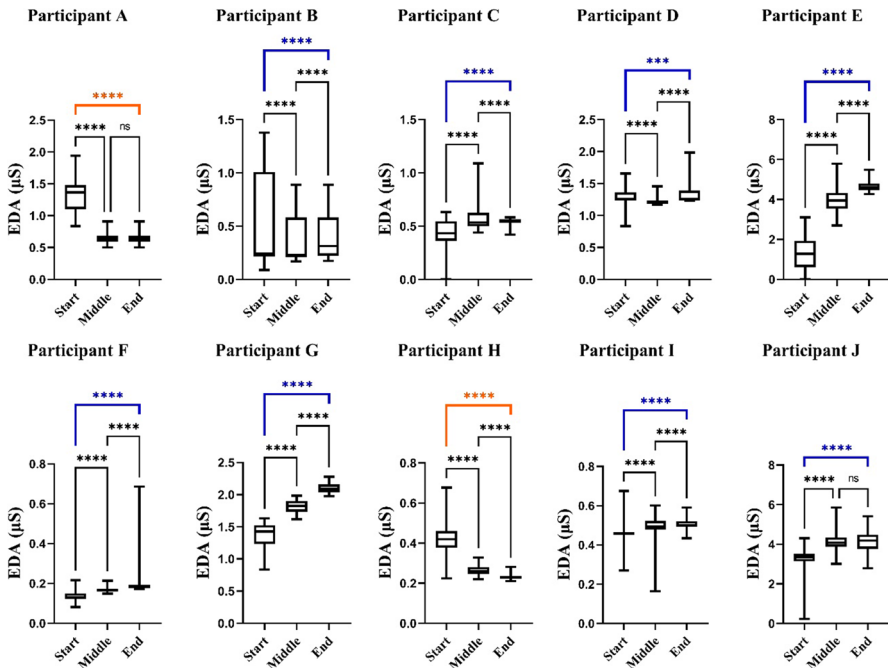 Participant A
Participant B
Participant C
Participant D
Participant E
****
****
****
***
****
****
ns
****
****
****
****
****
****
****
****
EDA (µS)
2.5
2.0
1.5
1.0
0.5
0.0
Start
Middle
End
EDA (µS)
1.5
1.0
0.5
0.0
Start
Middle
End
EDA (µS)
1.5
1.0
0.5
0.0
Start
Middle
End
EDA (µS)
2.5
2.0
1.5
1.0
1.5
0.0
Start
Middle
End
EDA (µS)
6
4
2
0
Start
Middle
End
Participant F
Participant G
Participant H
Participant I
Participant J
****
****
****
****
****
****
****
****
****
****
****
****
****
****
ns
EDA (µS)
0.8
0.6
0.4
0.2
0.0
Start
Middle
End
EDA (µS)
2.5
2.0
1.5
1.0
0.5
0.0
Start
Middle
End
EDA (µS)
0.8
0.6
0.4
0.2
0.0
Start
Middle
End
EDA (µS)
0.8
0.6
0.4
0.2
0.0
Start
Middle
End
EDA (µS)
6
4
2
0
Start
Middle
End